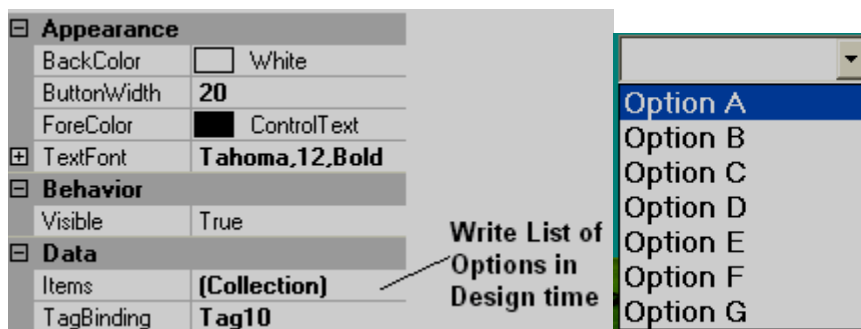 Appearance
BackColor White
ButtonWidth 20
ForeColor ControlText
TextFont Tahoma,12,Bold
Behavior
Visible True
Data
Items (Collection)
TagBinding Tag10
Write List of
Options in
Design time
Option A
Option B
Option C
Option D
Option E
Option F
Option G